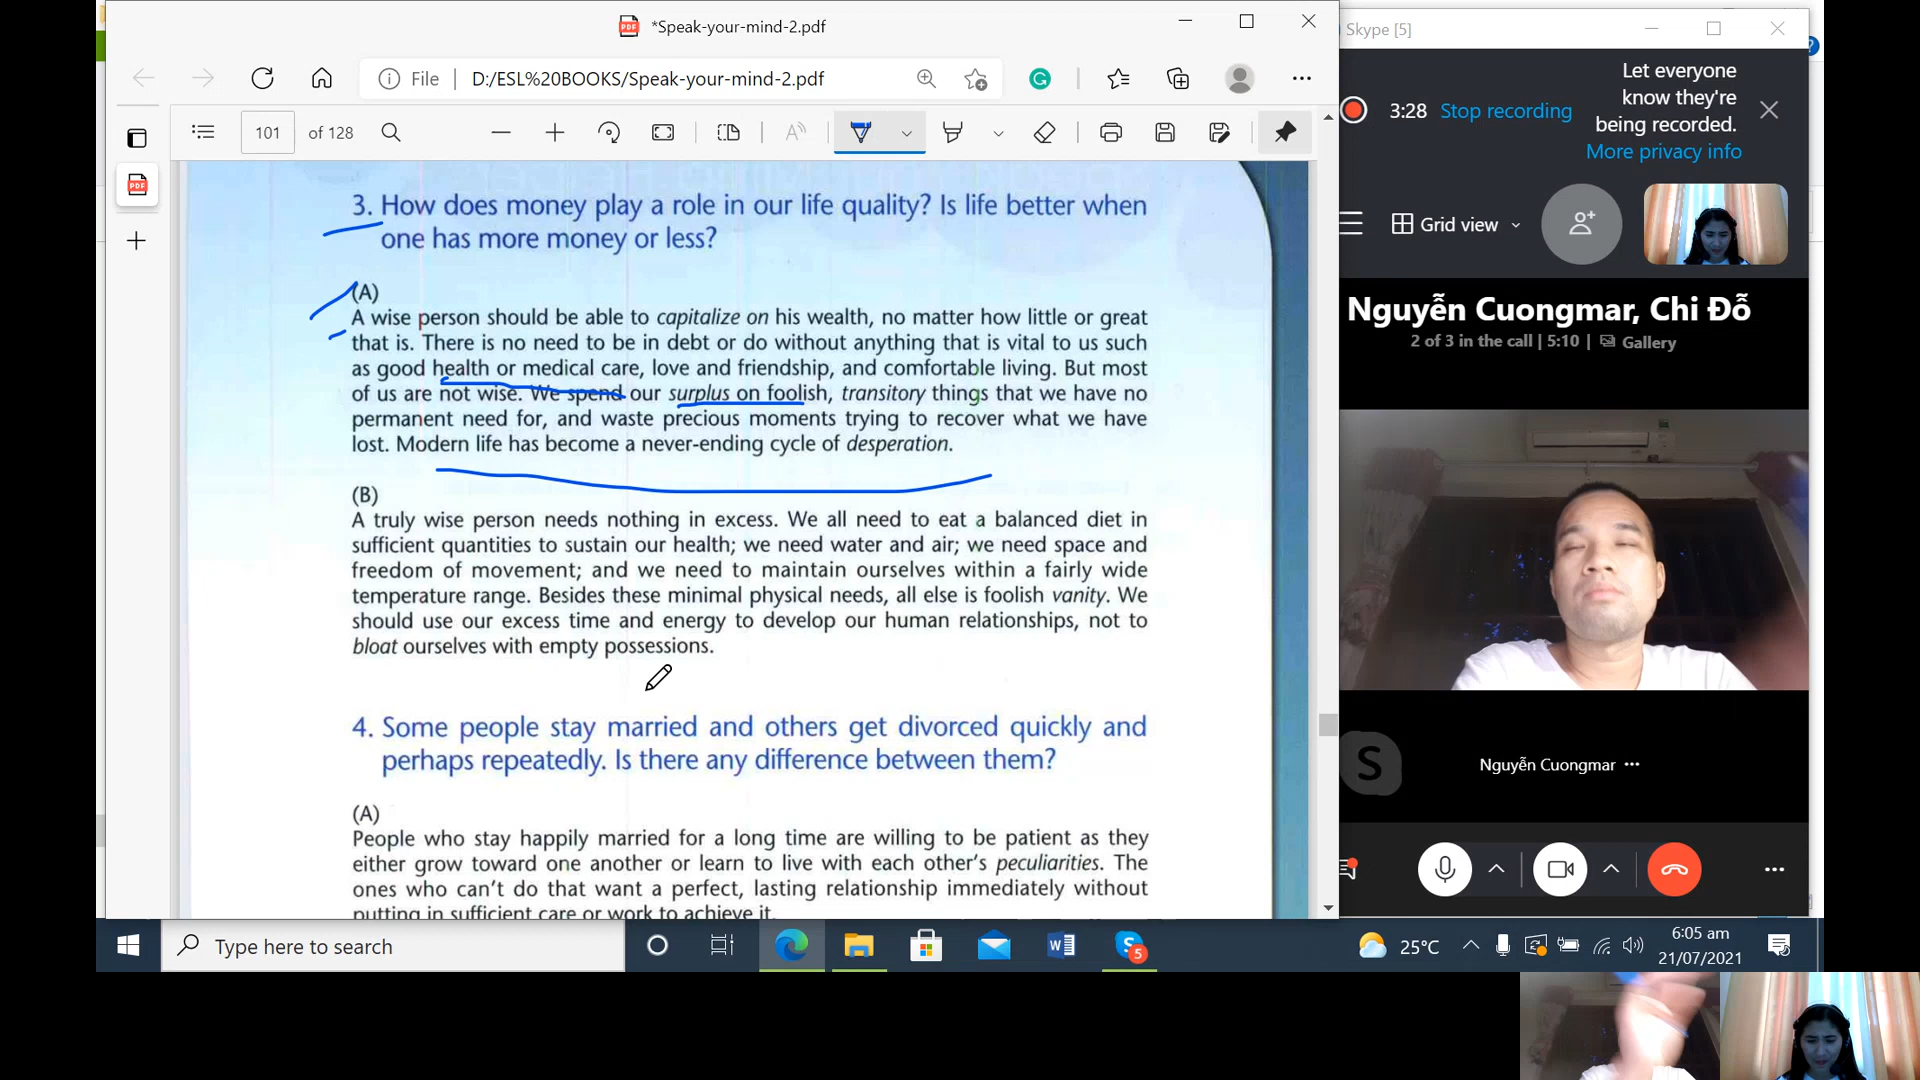 *Speak-your-mind-2.pdf
File
D:/ESL%20BOOKS/Speak-your-mind-2.pdf
101 of 128
3. How does money play a role in our life quality? Is life better when
one has more money or less?
(A)
A wise person should be able to capitalize on his wealth, no matter how little or great
that is. There is no need to be in debt or do without anything that is vital to us such
as good health or medical care, love and friendship, and comfortable living. But most
of us are not wise. We spend our surplus on foolish, transitory things that we have no
permanent need for, and waste precious moments trying to recover what we have
lost. Modern life has become a never-ending cycle of desperation.
(B)
A truly wise person needs nothing in excess. We all need to eat a balanced diet in
sufficient quantities to sustain our health; we need water and air; we need space and
freedom of movement; and we need to maintain ourselves within a fairly wide
temperature range. Besides these minimal physical needs, all else is foolish vanity. We
should use our excess time and energy to develop our human relationships, not to
bloat ourselves with empty possessions.
4. Some people stay married and others get divorced quickly and
perhaps repeatedly. Is there any difference between them?
(A)
People who stay happily married for a long time are willing to be patient as they
either grow toward one another or learn to live with each other's peculiarities. The
ones who can't do that want a perfect, lasting relationship immediately without
putting in sufficient care or work to achieve it.
Skype [5]
3:28 Stop recording
Let everyone
know they're
being recorded.
More privacy info
Grid view
Nguyễn Cuongmar, Chi Đỗ
2 of 3 in the call | 5:10 | Gallery
S
Nguyễn Cuongmar
Type here to search
5
25°C
6:05 am
21/07/2021